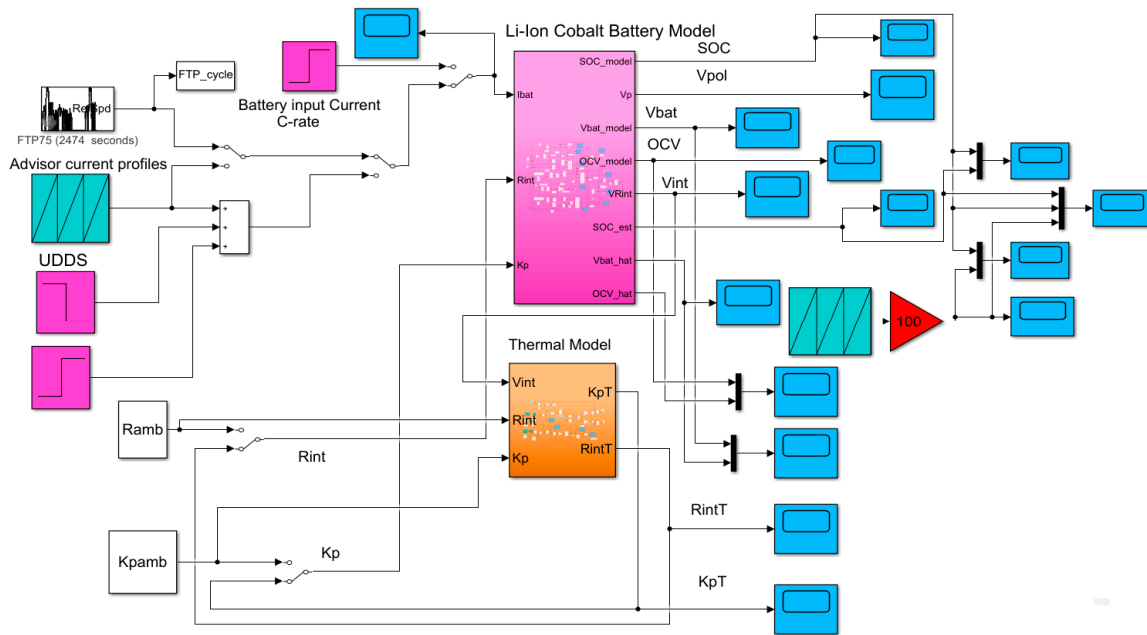 Li-Ion Cobalt Battery Model
SOC
Vpol
Vbat
OCV
Vint
SOC_model
Vp
Vbat_model
OCV_model
VRint
SOC_est
Vbat_hat
OCV_hat
Ibat
Rint
Kp
FTP_cycle
Battery input Current
C-rate
RefSpd
FTP75 (2474 seconds)
Advisor current profiles
+
+
+
UDDS
100
Thermal Model
Vint
Rint
Kp
KpT
RintT
Ramb
Rint
Kpamb
Kp
RintT
KpT